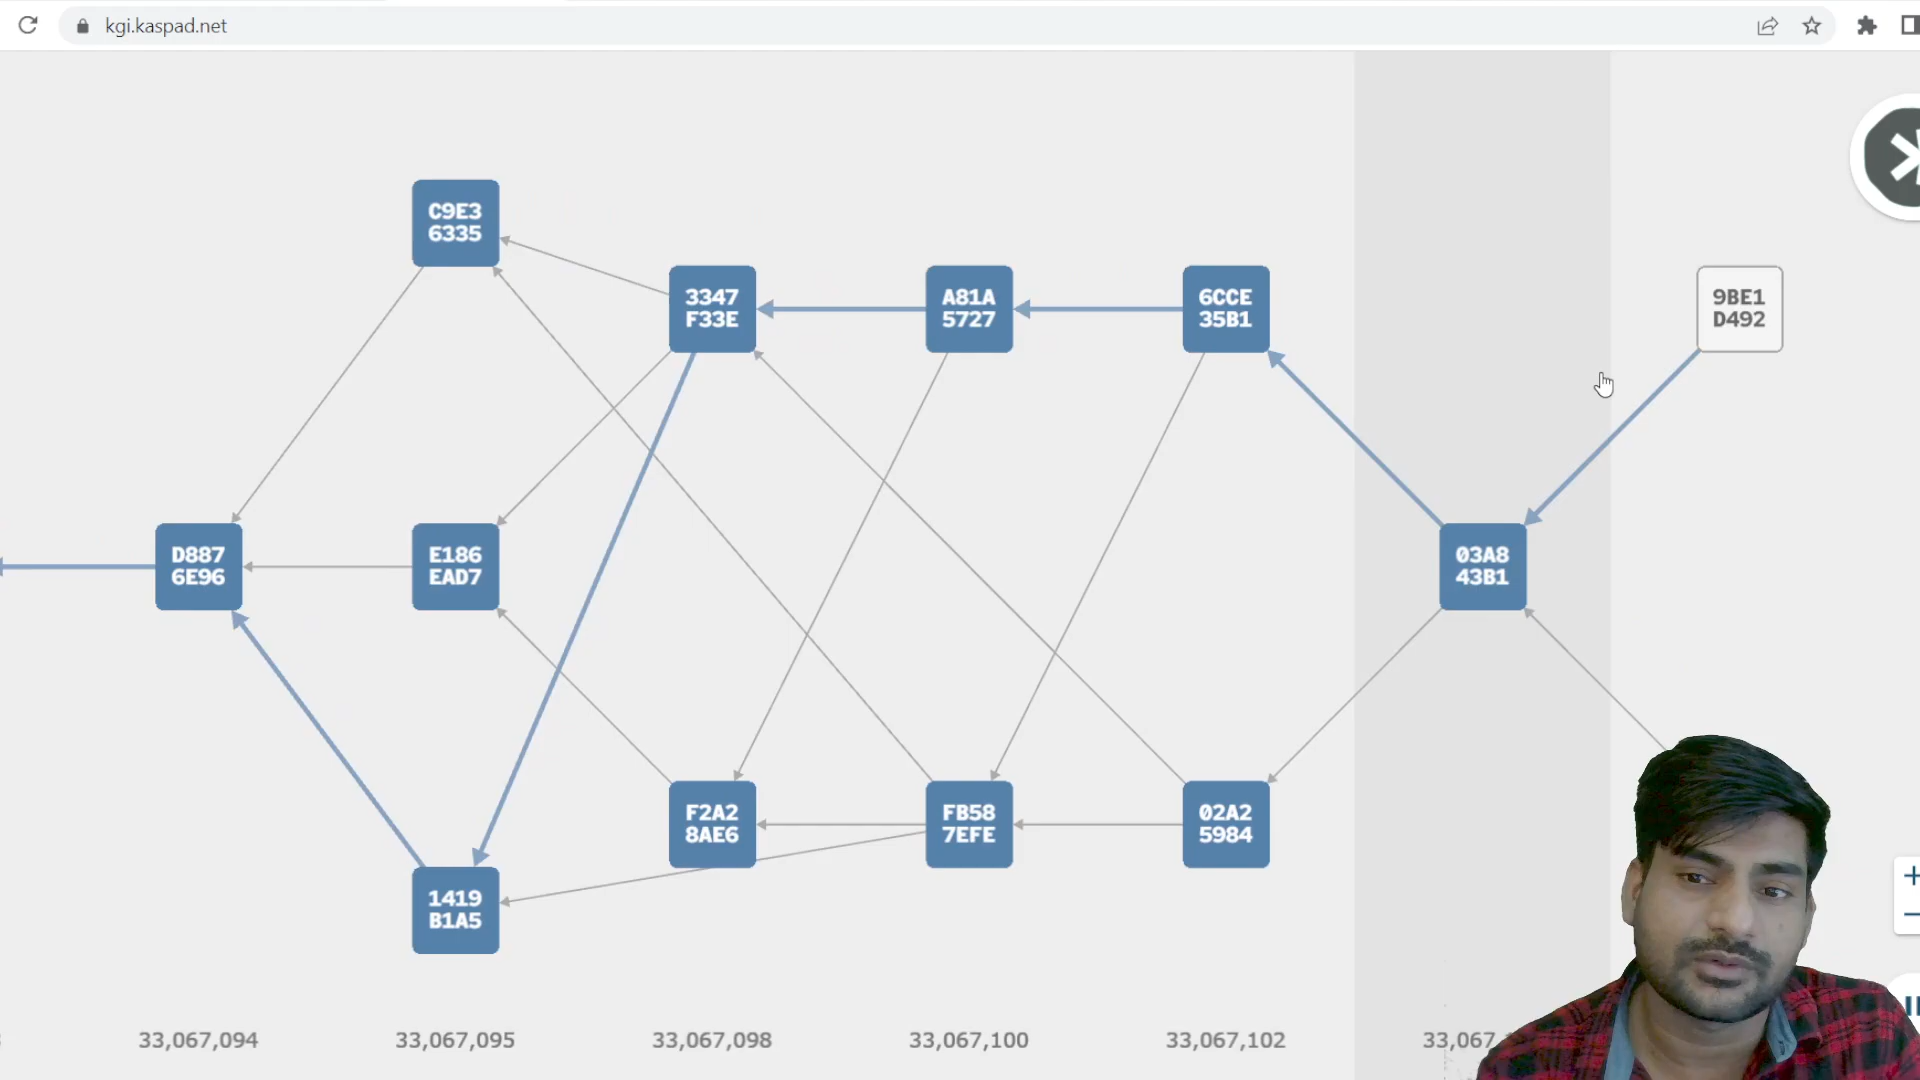 kgi.kaspad.net
C9E3
6335
3347
F33E
A81A
5727
6CCE
35B1
9BE1
D492
D887
6E96
E186
EAD7
03A8
43B1
F2A2
8AE6
FB58
7EFE
02A2
5984
1419
B1A5
33,067,094
33,067,095
33,067,098
33,067,100
33,067,102
33,067,